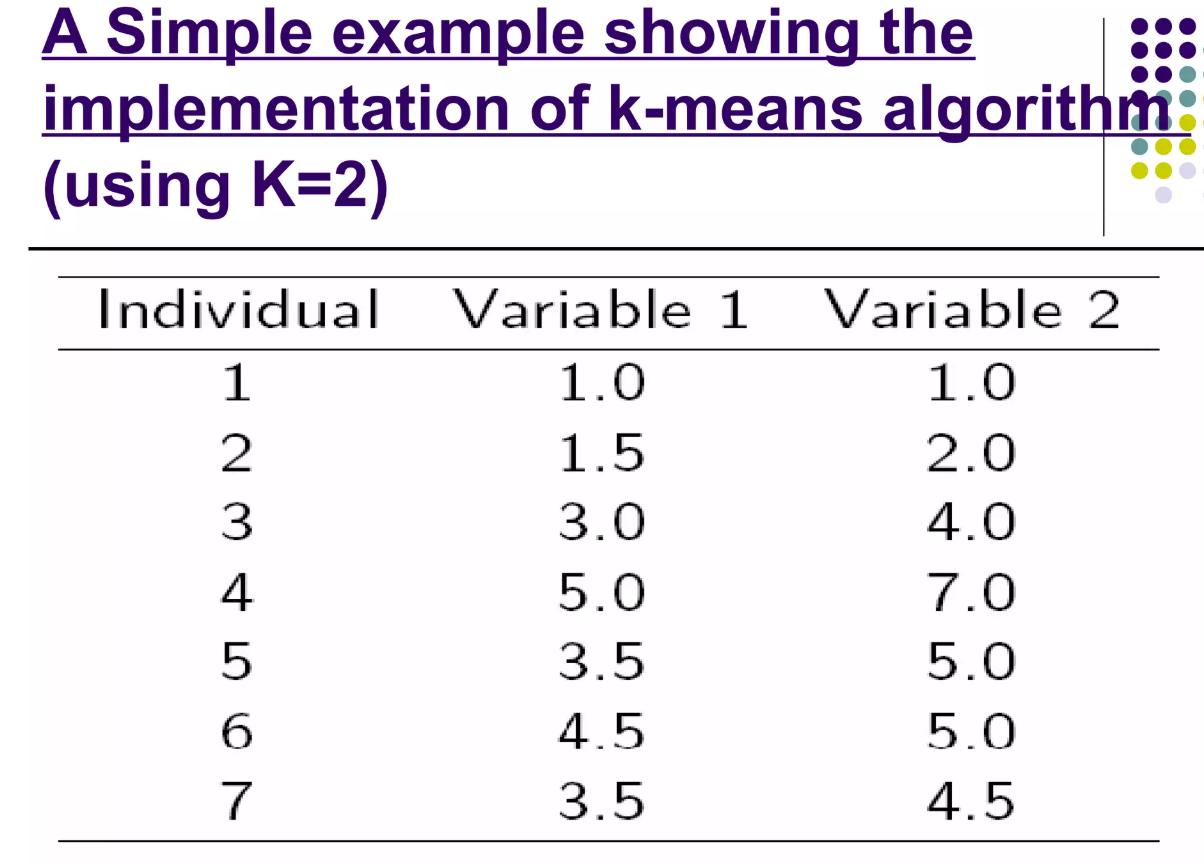 A Simple example showing the
implementation of k-means algorithm
(using K=2)
Individual Variable 1 Variable 2
1 1.0 1.0
2 1.5 2.0
3 3.0 4.0
4 5.0 7.0
5 3.5 5.0
6 4.5 5.0
7 3.5 4.5